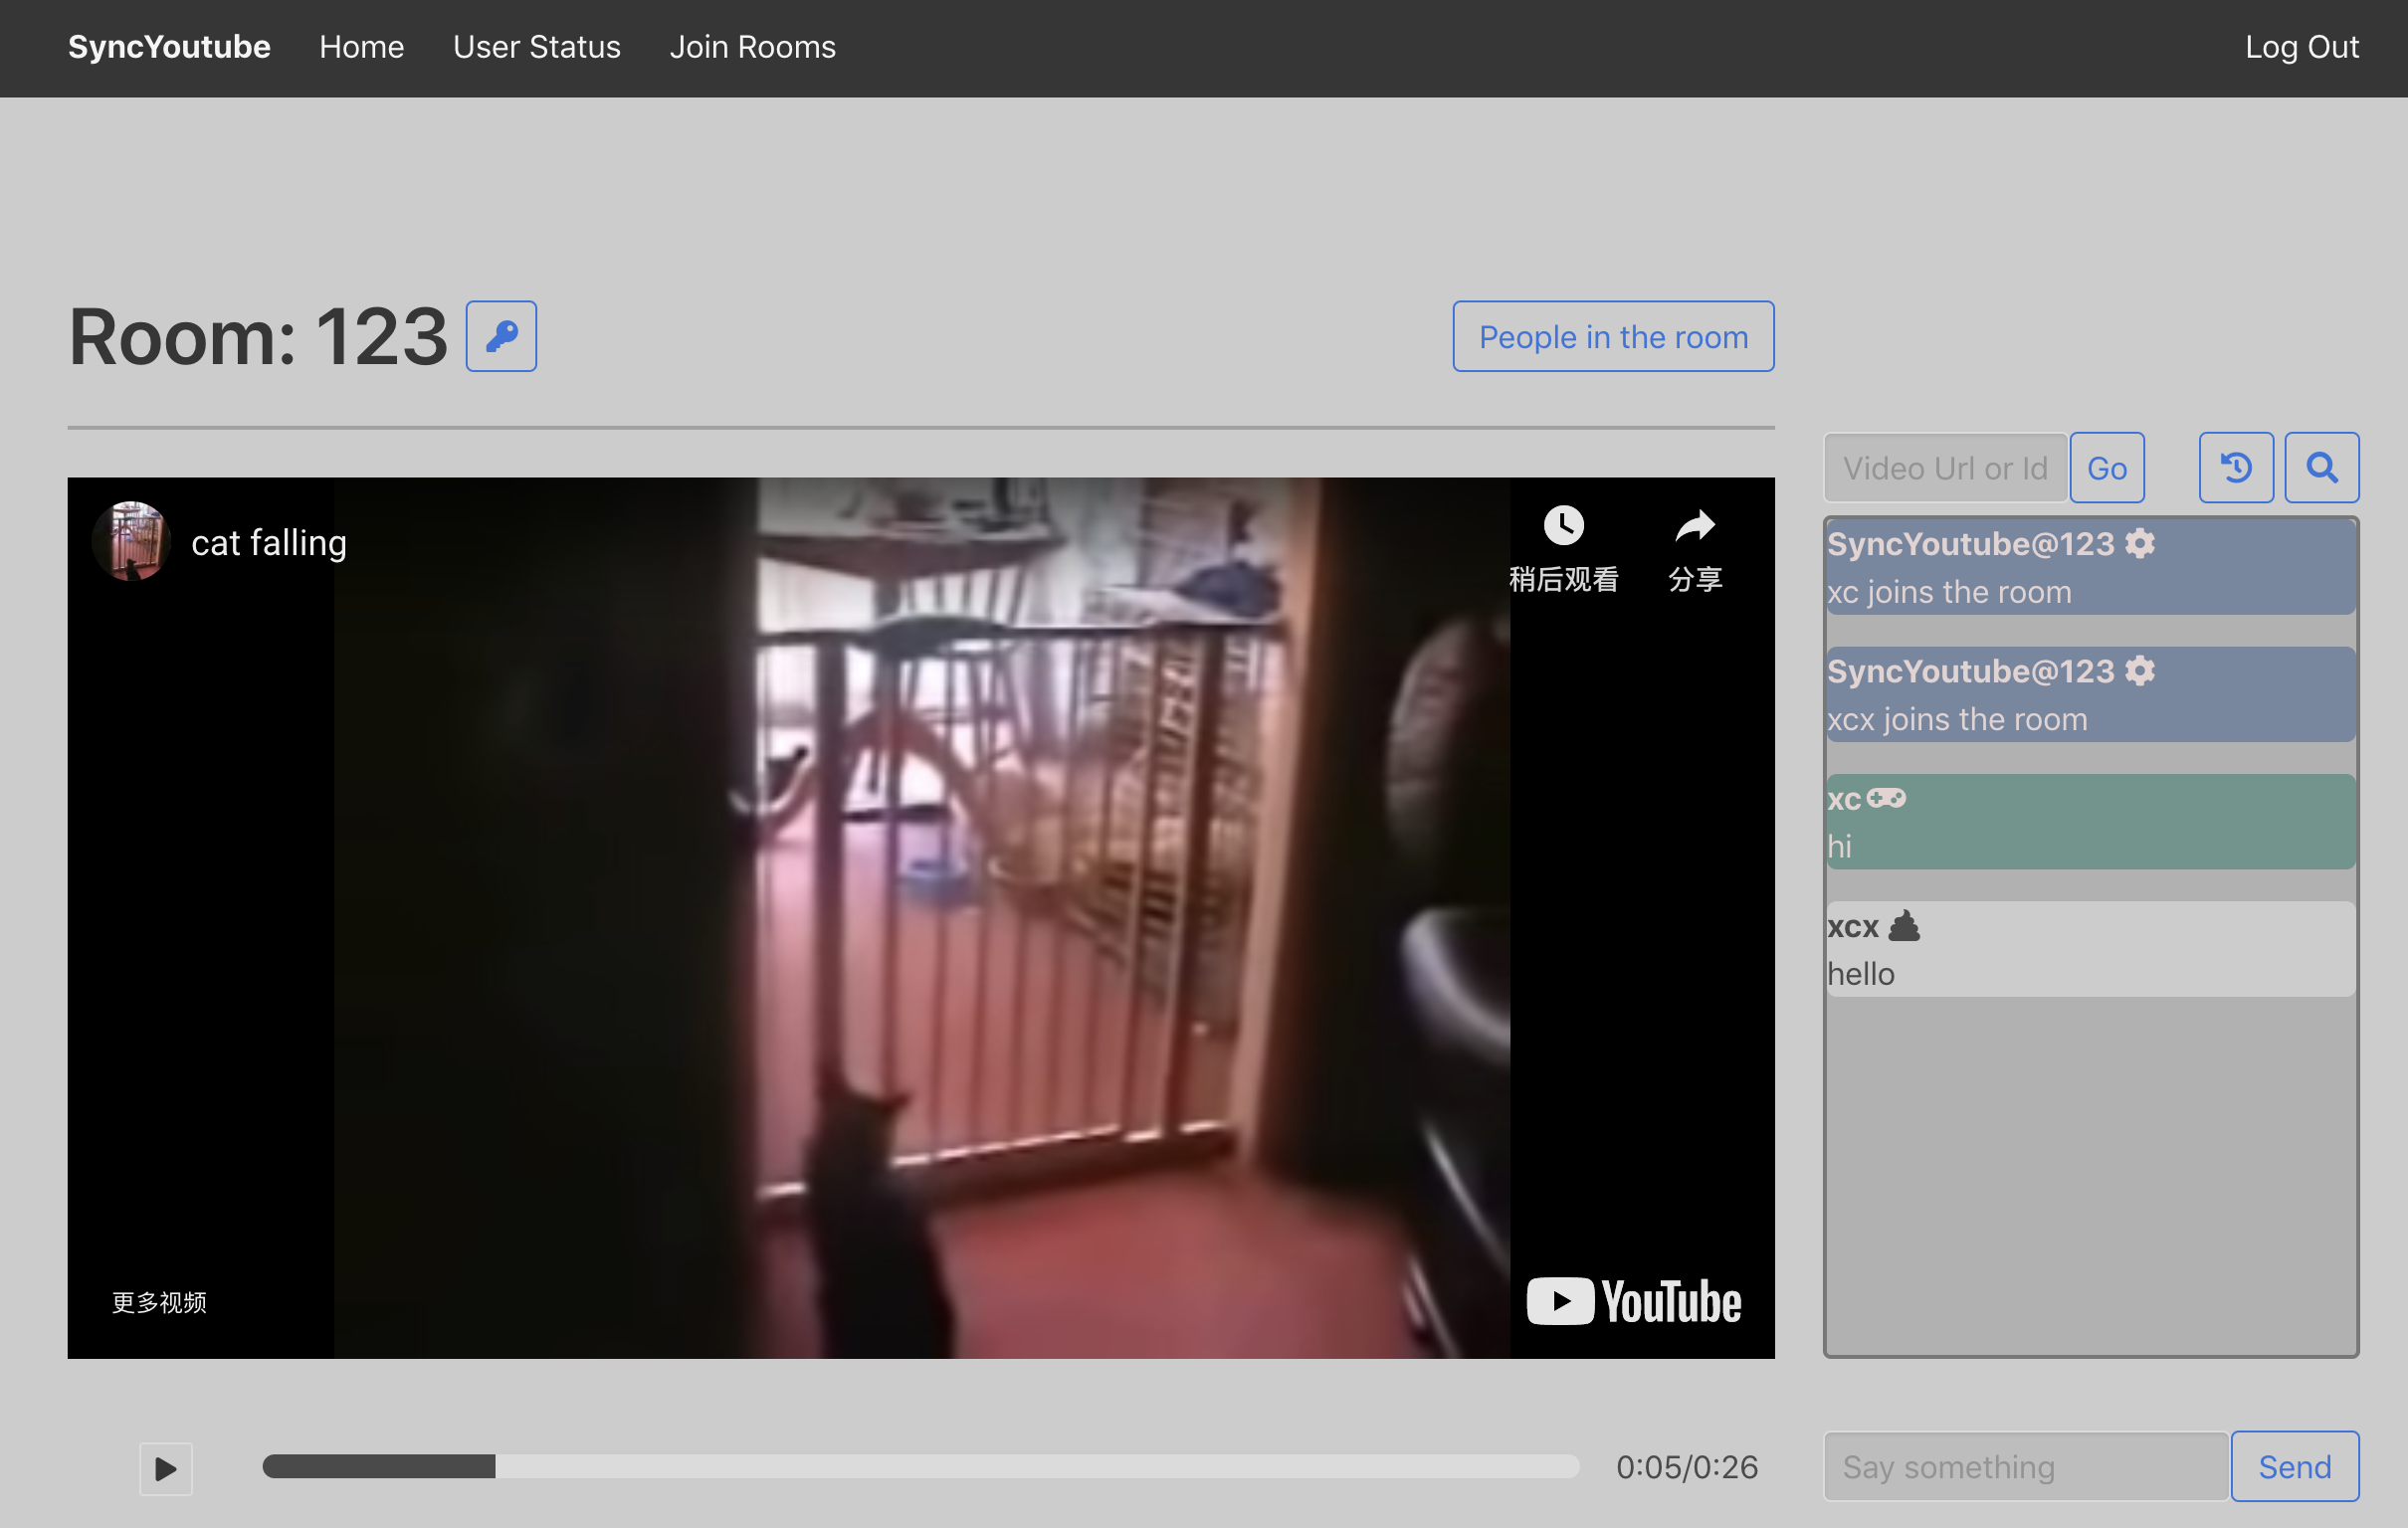 SyncYoutube Home User Status Join Rooms Log Out
Room: 123
People in the room
Video Url or Id Go
cat falling
稍后观看 分享
更多视频
YouTube
0:05/0:26
SyncYoutube@123
xc joins the room
SyncYoutube@123
xcx joins the room
xc
hi
xcx
hello
Say something Send